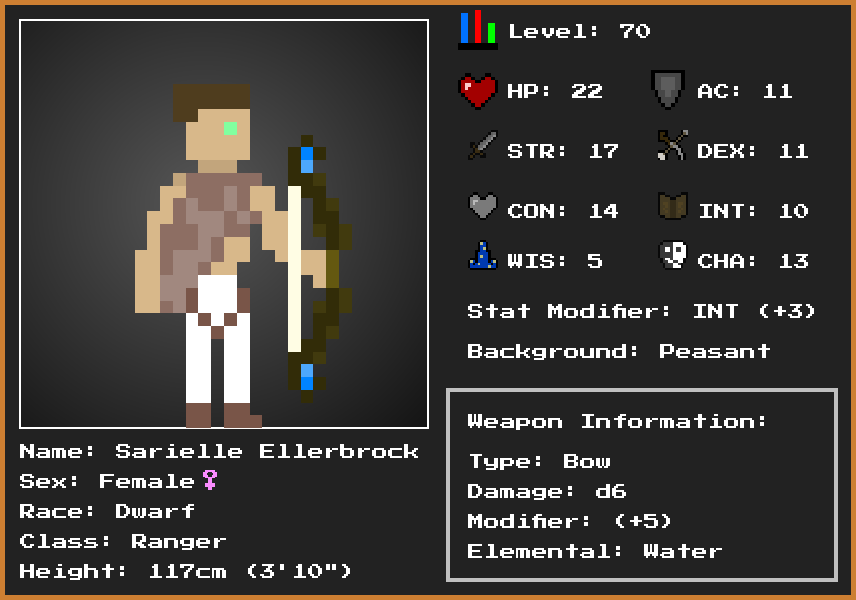 Level: 70
HP: 22
AC: 11
STR: 17
DEX: 11
CON: 14
INT: 10
WIS: 5
CHA: 13
Stat Modifier: INT (+3)
Background: Peasant
Weapon Information:
Type: Bow
Damage: d6
Modifier: (+5)
Elemental: Water
Name: Sarielle Ellerbrock
Sex: Female♀
Race: Dwarf
Class: Ranger
Height: 117cm (3'10")